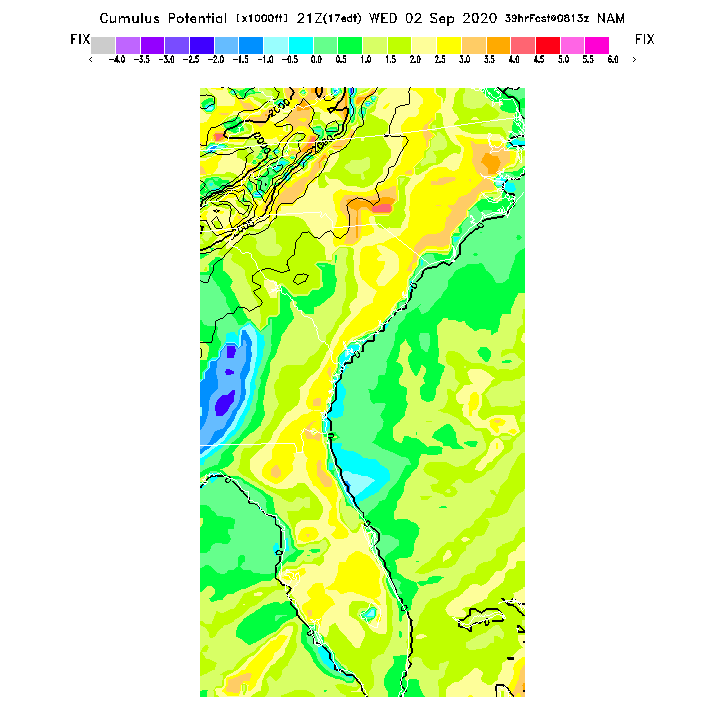 Cumulus Potential [x1000ft] 21Z(17edt) WED 02 Sep 2020 39hrFcst@0813z NAM
FIX FIX
< -4.0 -3.5 -3.0 -2.5 -2.0 -1.5 -1.0 -0.5 0.0 0.5 1.0 1.5 2.0 2.5 3.0 3.5 4.0 4.5 5.0 5.5 6.0 >
2000
2000